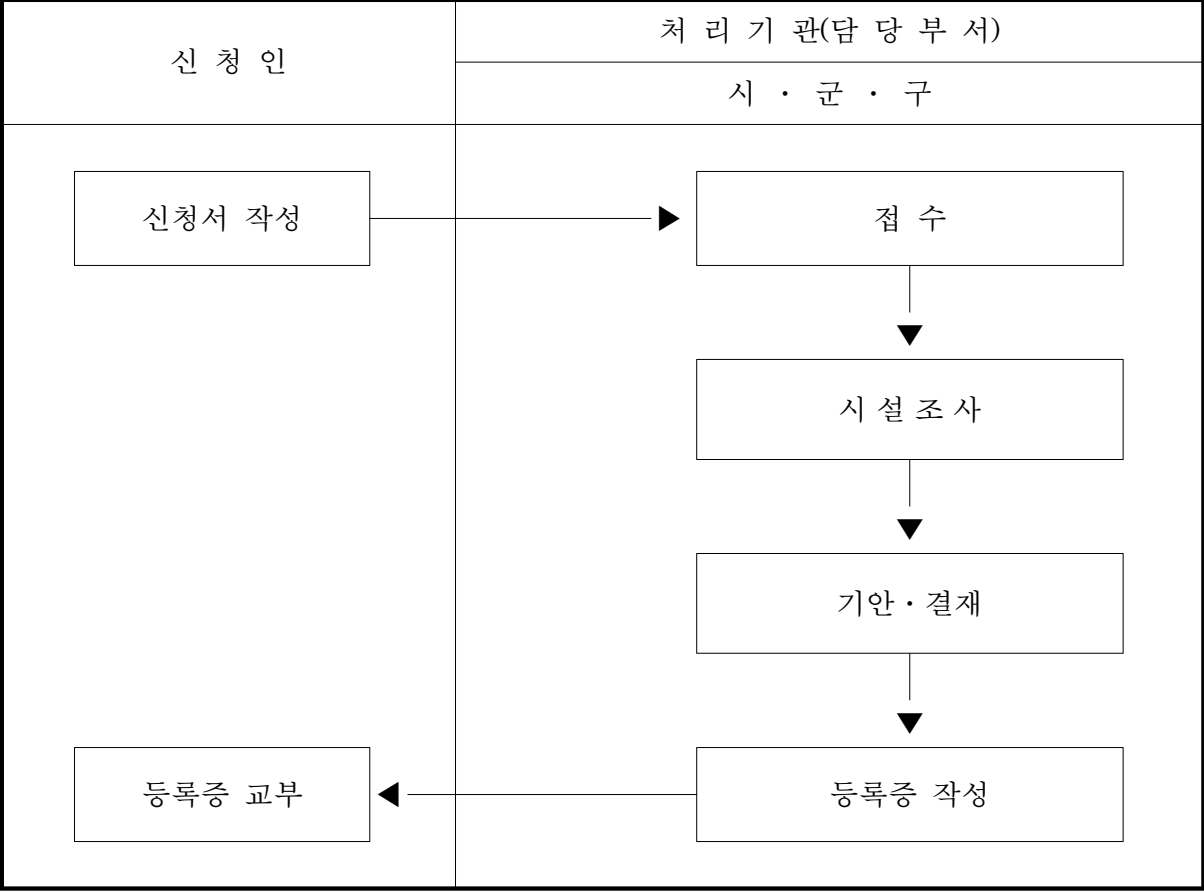 신 청 인
처 리 기 관(담 당 부 서)
시 · 군 · 구
신청서 작성
접 수
시 설 조 사
기안·결재
등록증 교부
등록증 작성